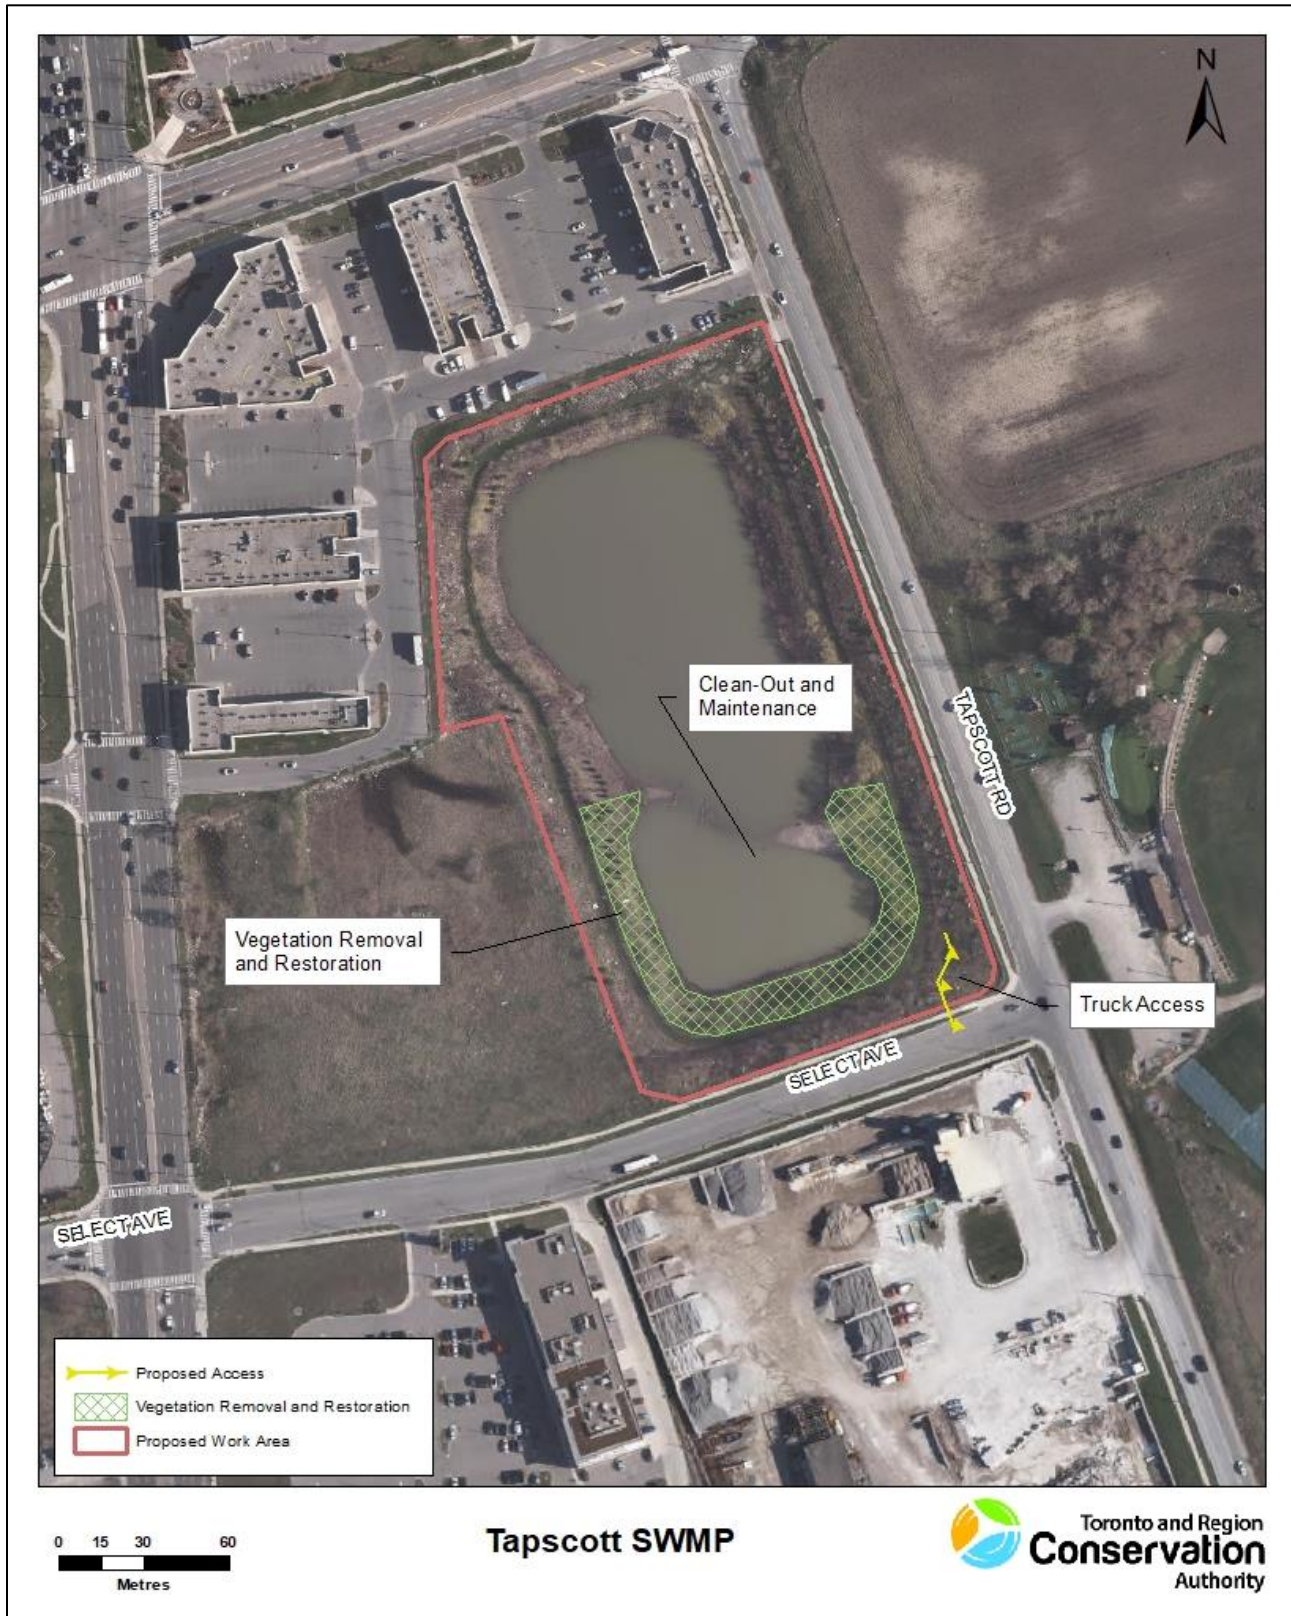 N
Clean-Out and
Maintenance
TAPSCOTT RD
Vegetation Removal
and Restoration
Truck Access
SELECT AVE
SELECT AVE
Proposed Access
Vegetation Removal and Restoration
Proposed Work Area
0 15 30 60
Metres
Tapscott SWMP
Toronto and Region
Conservation
Authority